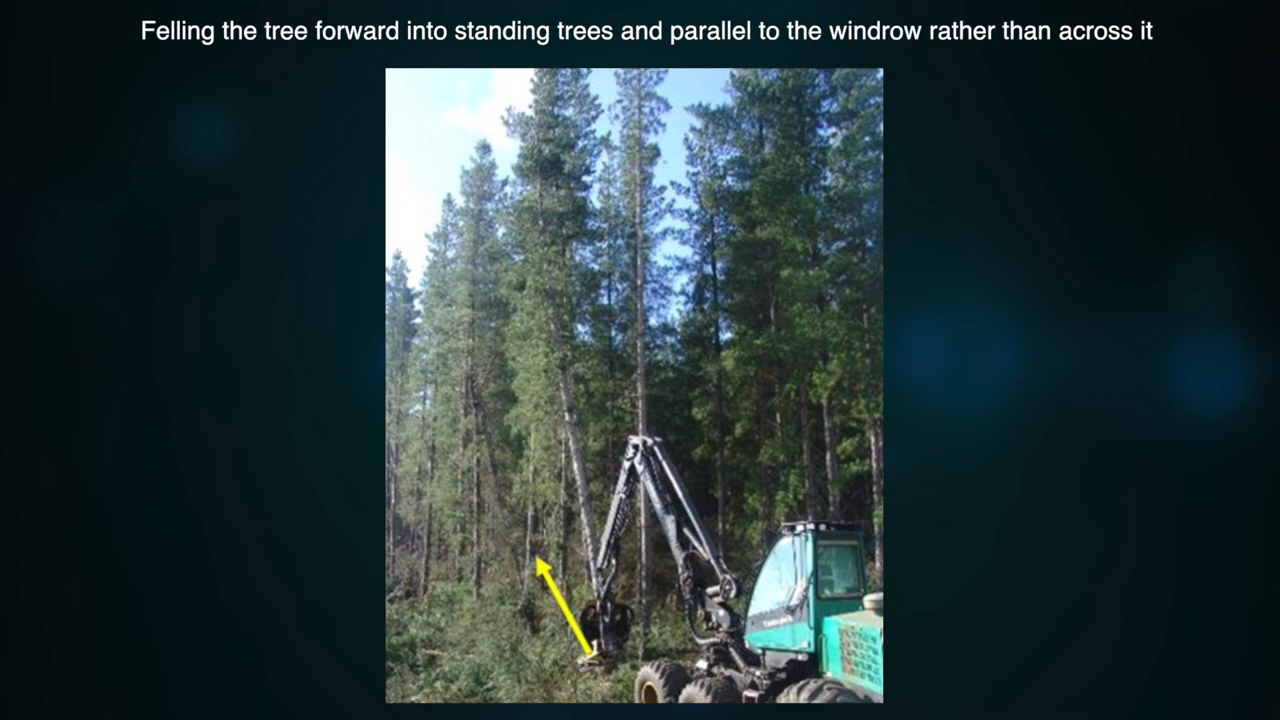 Felling the tree forward into standing trees and parallel to the windrow rather than across it